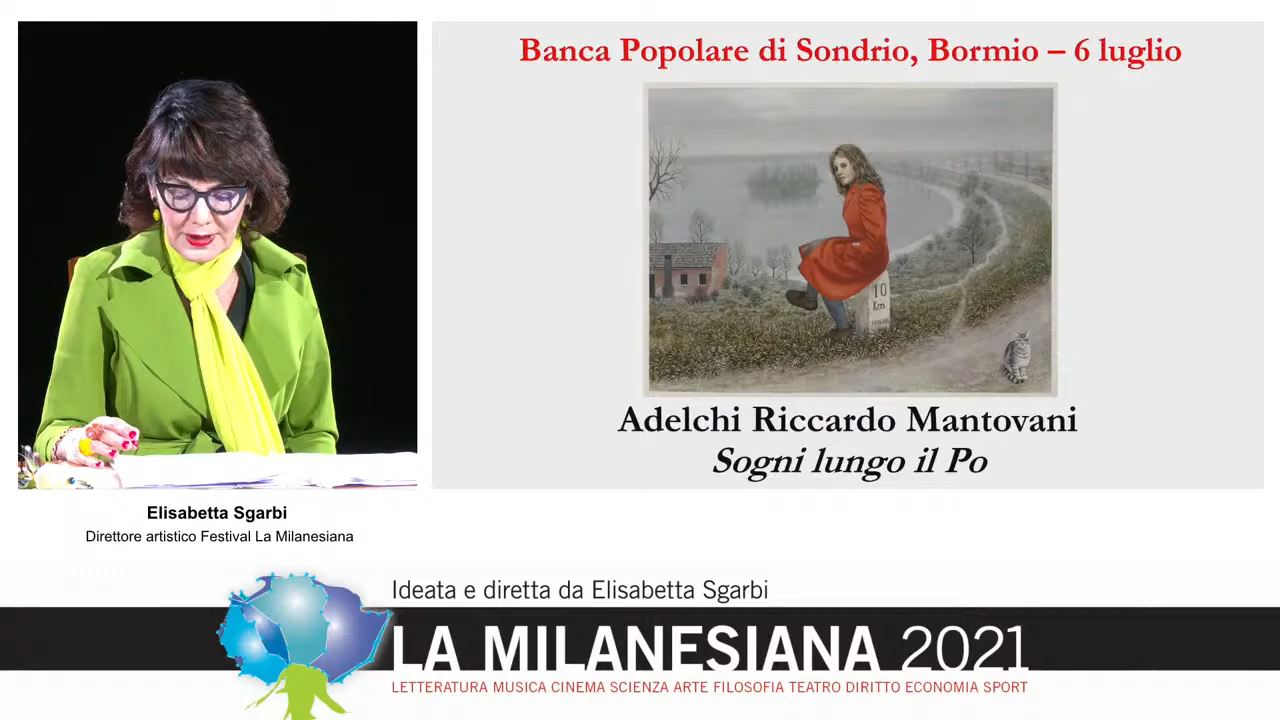 Banca Popolare di Sondrio, Bormio – 6 luglio
10
Km
Adelchi Riccardo Mantovani
Sogni lungo il Po
Elisabetta Sgarbi
Direttore artistico Festival La Milanesiana
Ideata e diretta da Elisabetta Sgarbi
LA MILANESIANA 2021
LETTERATURA MUSICA CINEMA SCIENZA ARTE FILOSOFIA TEATRO DIRITTO ECONOMIA SPORT